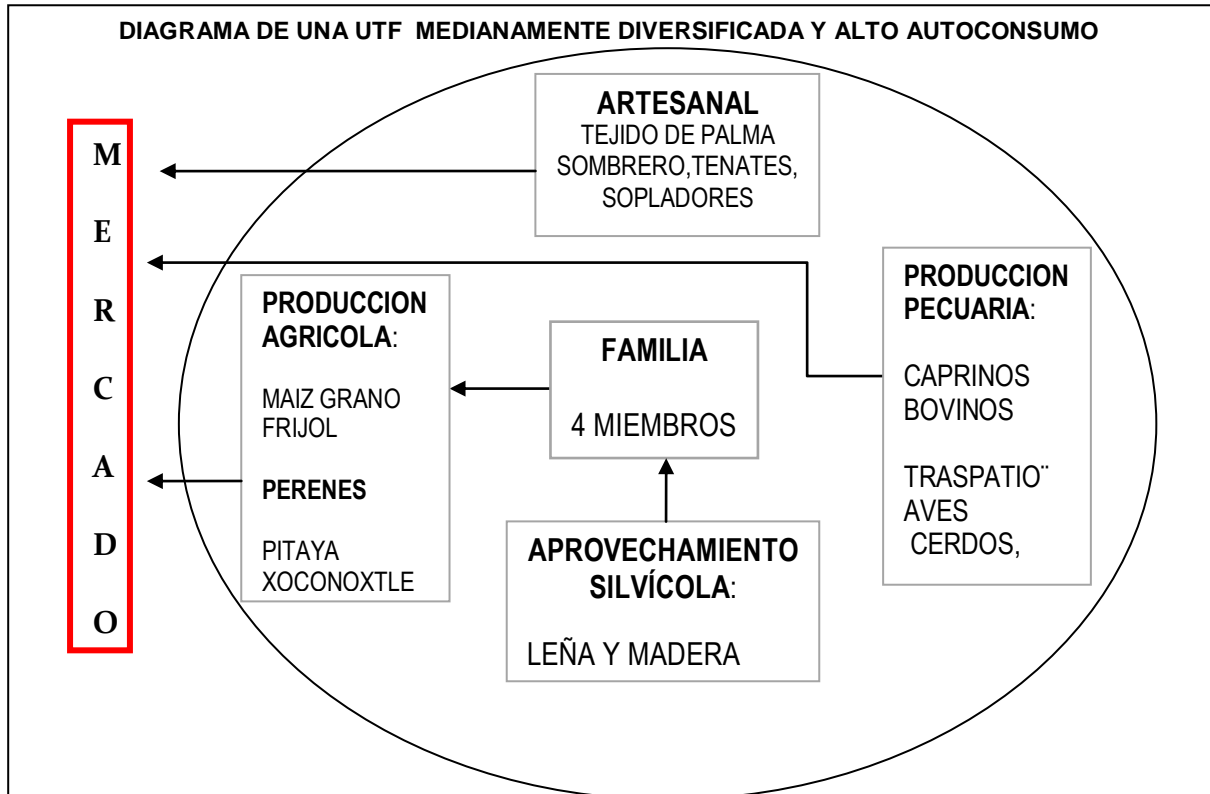 DIAGRAMA DE UNA UTF MEDIANAMENTE DIVERSIFICADA Y ALTO AUTOCONSUMO
M
E
R
C
A
D
O
ARTESANAL
TEJIDO DE PALMA
SOMBRERO,TENATES,
SOPLADORES
PRODUCCION
AGRICOLA:
MAIZ GRANO
FRIJOL
PERENES
PITAYA
XOCONOXTLE
FAMILIA
4 MIEMBROS
APROVECHAMIENTO
SILVÍCOLA:
LEÑA Y MADERA
PRODUCCION
PECUARIA:
CAPRINOS
BOVINOS
TRASPATIO¨
AVES
CERDOS,